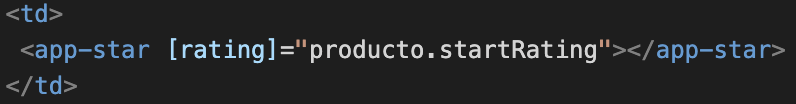 <td>
<app-star [rating]="producto.startRating"></app-star>
</td>